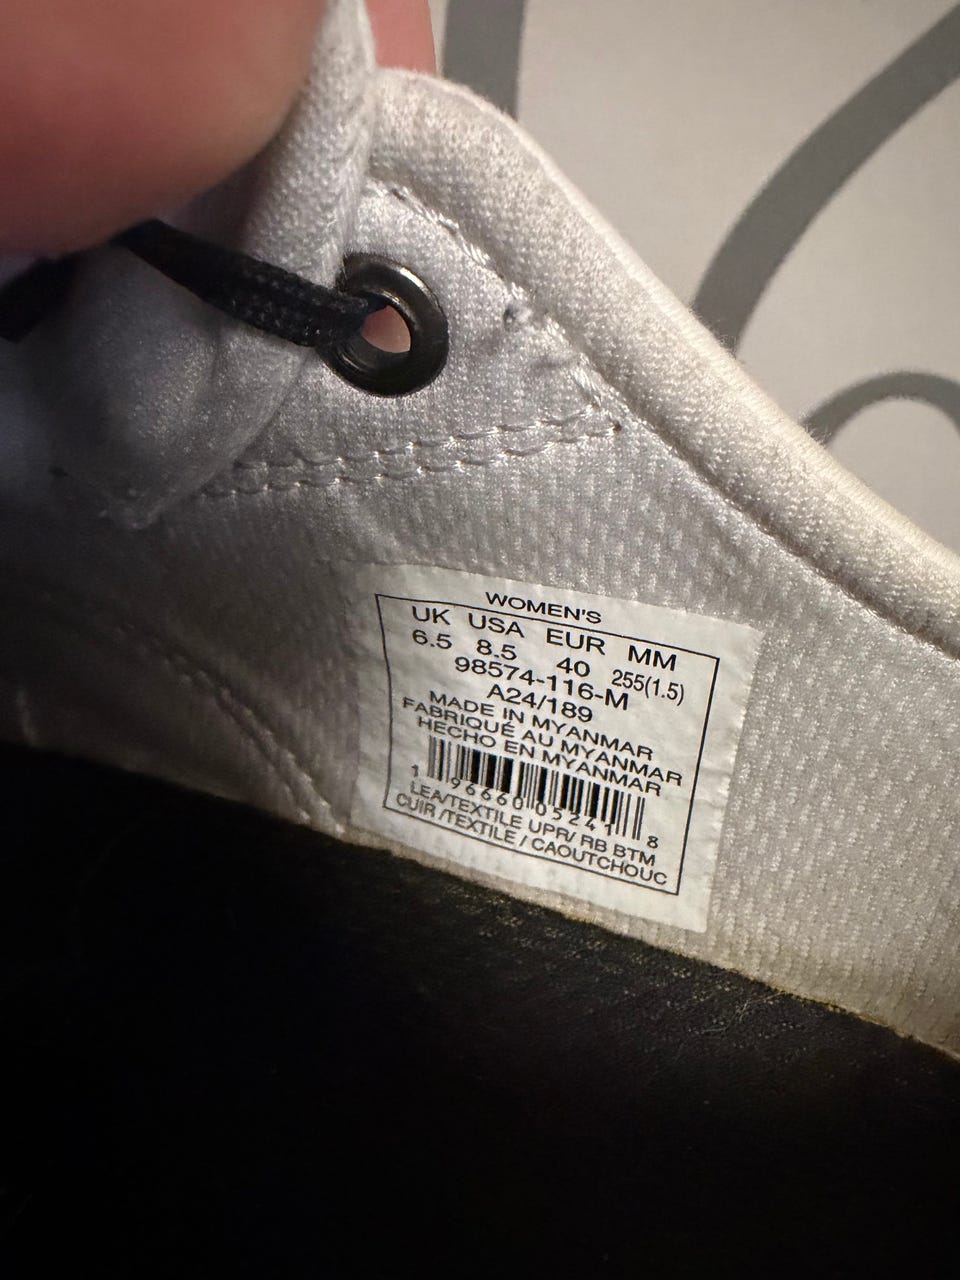 WOMEN'S
UK USA EUR MM
6.5 8.5 40 255(1.5)
98574-116-M
A24/189
MADE IN MYANMAR
FABRIQUÉ AU MYANMAR
HECHO EN MYANMAR
1 96660 05241 8
LEA/TEXTILE UPR/ RB BTM
CUIR /TEXTILE / CAOUTCHOUC